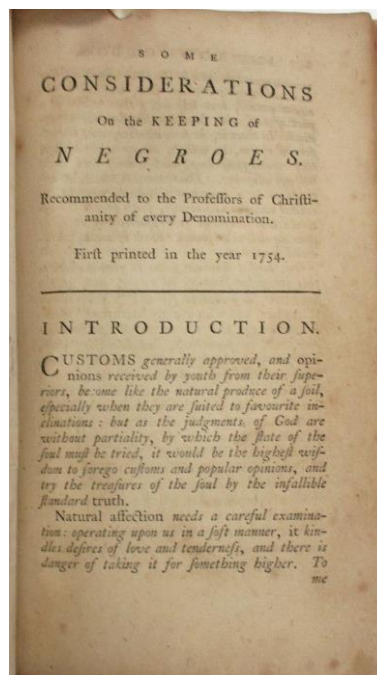 SOME
CONSIDERATIONS
On the KEEPING of
NEGROES.
Recommended to the Profeſſors of Chriſti-
anity of every Denomination.
Firſt printed in the year 1754.
INTRODUCTION.
CUSTOMS generally approved, and opi-
nions received by youth from their ſupe-
riors, become like the natural produce of a ſoil,
eſpecially when they are ſuited to favourite in-
clinations : but as the judgments of God are
without partiality, by which the ſtate of the
ſoul muſt be tried, it would be the higheſt wiſ-
dom to forego cuſtoms and popular opinions, and
try the treaſures of the ſoul by the infallible
ſtandard truth.
Natural affection needs a careful examina-
tion : operating upon us in a ſoft manner, it kin-
dles deſires of love and tenderneſs, and there is
danger of taking it for ſomething higher. To
me